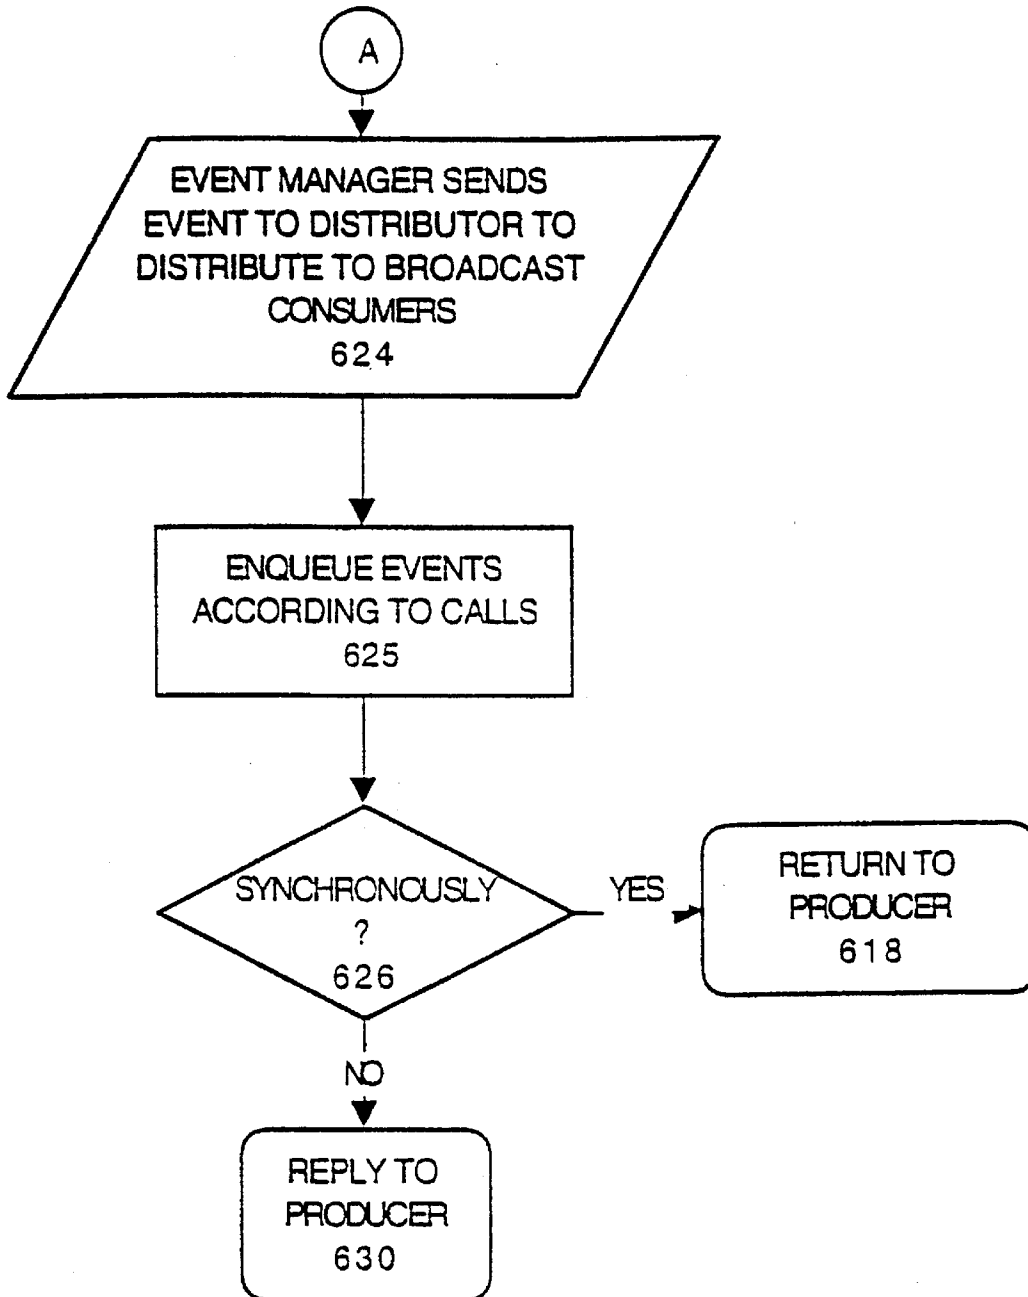 A
EVENT MANAGER SENDS
EVENT TO DISTRIBUTOR TO
DISTRIBUTE TO BROADCAST
CONSUMERS
624
ENQUEUE EVENTS
ACCORDING TO CALLS
625
SYNCHRONOUSLY
?
626
YES
RETURN TO
PRODUCER
618
NO
REPLY TO
PRODUCER
630